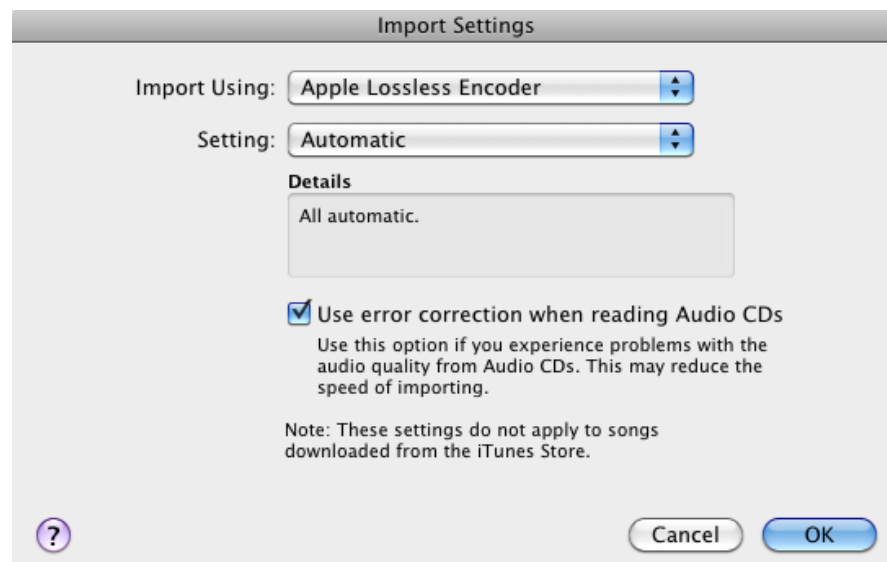 Import Settings
Import Using: Apple Lossless Encoder
Setting: Automatic
Details
All automatic.
Use error correction when reading Audio CDs
Use this option if you experience problems with the
audio quality from Audio CDs. This may reduce the
speed of importing.
Note: These settings do not apply to songs
downloaded from the iTunes Store.
? Cancel OK